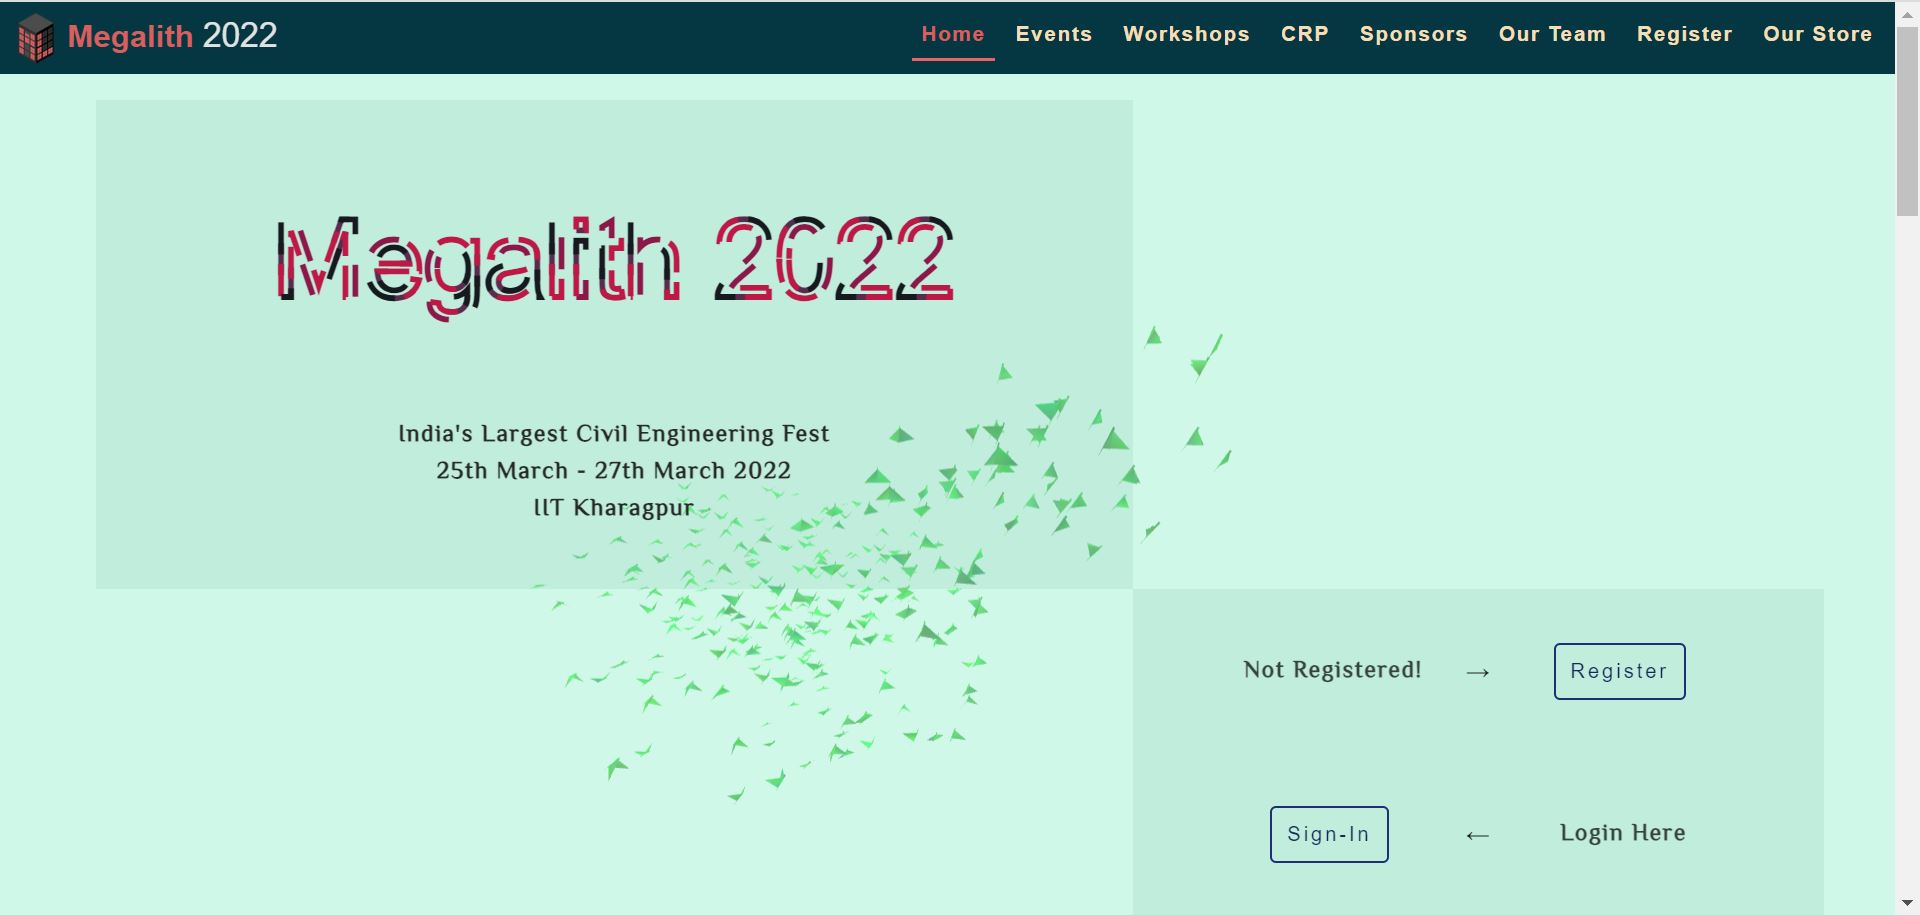 Megalith 2022
Home Events Workshops CRP Sponsors Our Team Register Our Store
Megalith 2022
India's Largest Civil Engineering Fest
25th March - 27th March 2022
IIT Kharagpur
Not Registered! → Register
Sign-In ← Login Here